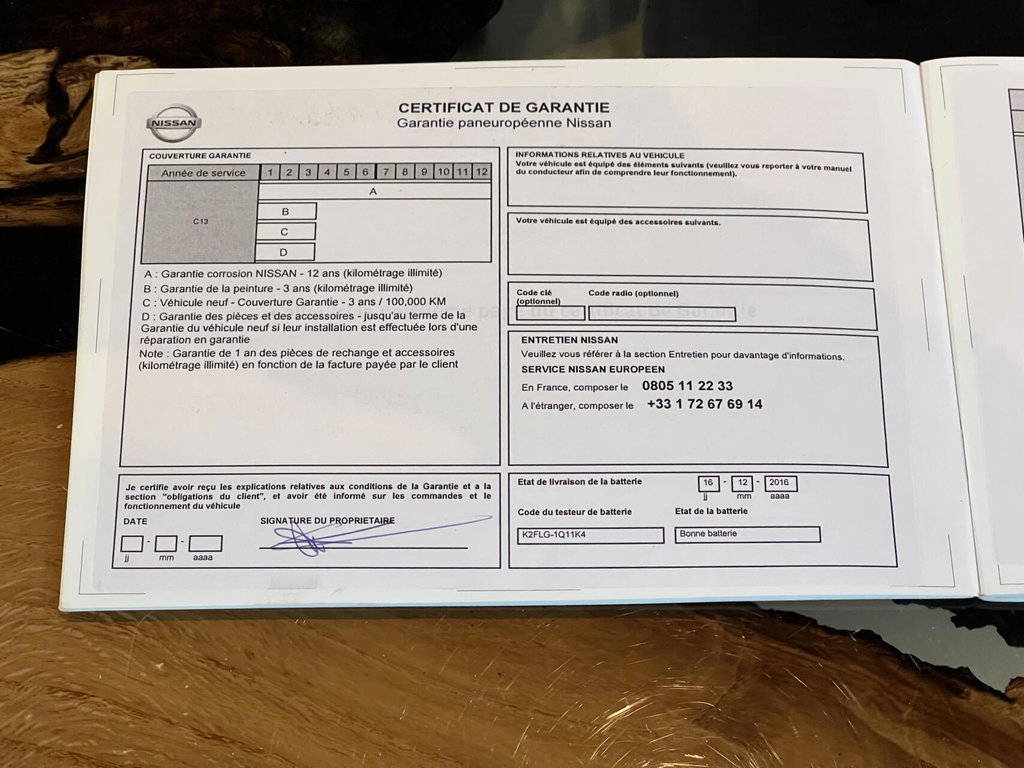 NISSAN
CERTIFICAT DE GARANTIE
Garantie paneuropéenne Nissan
COUVERTURE GARANTIE
Année de service 1 2 3 4 5 6 7 8 9 10 11 12
A
C13
B
C
D
A : Garantie corrosion NISSAN - 12 ans (kilométrage illimité)
B : Garantie de la peinture - 3 ans (kilométrage illimité)
C : Véhicule neuf - Couverture Garantie - 3 ans / 100,000 KM
D : Garantie des pièces et des accessoires - jusqu'au terme de la
Garantie du véhicule neuf si leur installation est effectuée lors d'une
réparation en garantie
Note : Garantie de 1 an des pièces de rechange et accessoires
(kilométrage illimité) en fonction de la facture payée par le client
Je certifie avoir reçu les explications relatives aux conditions de la Garantie et a la
section "obligations du client", et avoir été informé sur les commandes et le
fonctionnement du véhicule
DATE SIGNATURE DU PROPRIETAIRE
- -
jj mm aaaa
INFORMATIONS RELATIVES AU VEHICULE
Votre véhicule est équipé des éléments suivants (veuillez vous reporter à votre manuel
du conducteur afin de comprendre leur fonctionnement).
Votre véhicule est équipé des accessoires suivants.
Code clé Code radio (optionnel)
(optionnel)
ENTRETIEN NISSAN
Veuillez vous référer à la section Entretien pour davantage d'informations.
SERVICE NISSAN EUROPEEN
En France, composer le 0805 11 22 33
A l'étranger, composer le +33 1 72 67 69 14
Etat de livraison de la batterie 16 - 12 - 2016
jj mm aaaa
Code du testeur de batterie Etat de la batterie
K2FLG-1Q11K4 Bonne batterie